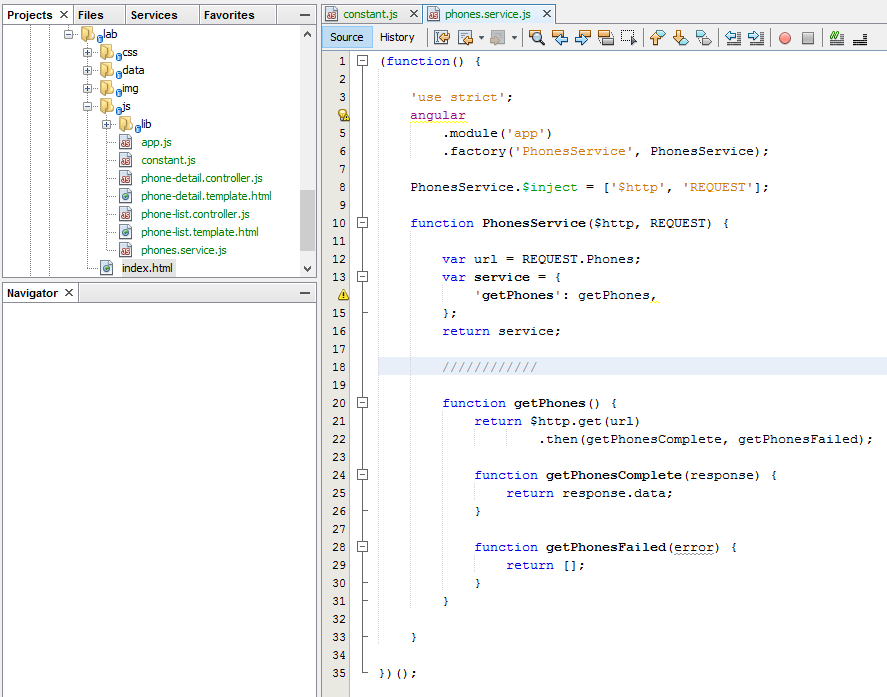 Projects Files Services Favorites
lab
css
data
img
js
lib
app.js
constant.js
phone-detail.controller.js
phone-detail.template.html
phone-list.controller.js
phone-list.template.html
phones.service.js
index.html
Navigator
constant.js phones.service.js
Source History
1 (function() {
2
3 'use strict';
angular
5 .module('app')
6 .factory('PhonesService', PhonesService);
7
8 PhonesService.$inject = ['$http', 'REQUEST'];
9
10 function PhonesService($http, REQUEST) {
11
12 var url = REQUEST.Phones;
13 var service = {
'getPhones': getPhones,
15 };
16 return service;
17
18 ////////////
19
20 function getPhones() {
21 return $http.get(url)
22 .then(getPhonesComplete, getPhonesFailed);
23
24 function getPhonesComplete(response) {
25 return response.data;
26 }
27
28 function getPhonesFailed(error) {
29 return [];
30 }
31 }
32
33 }
34
35 })();